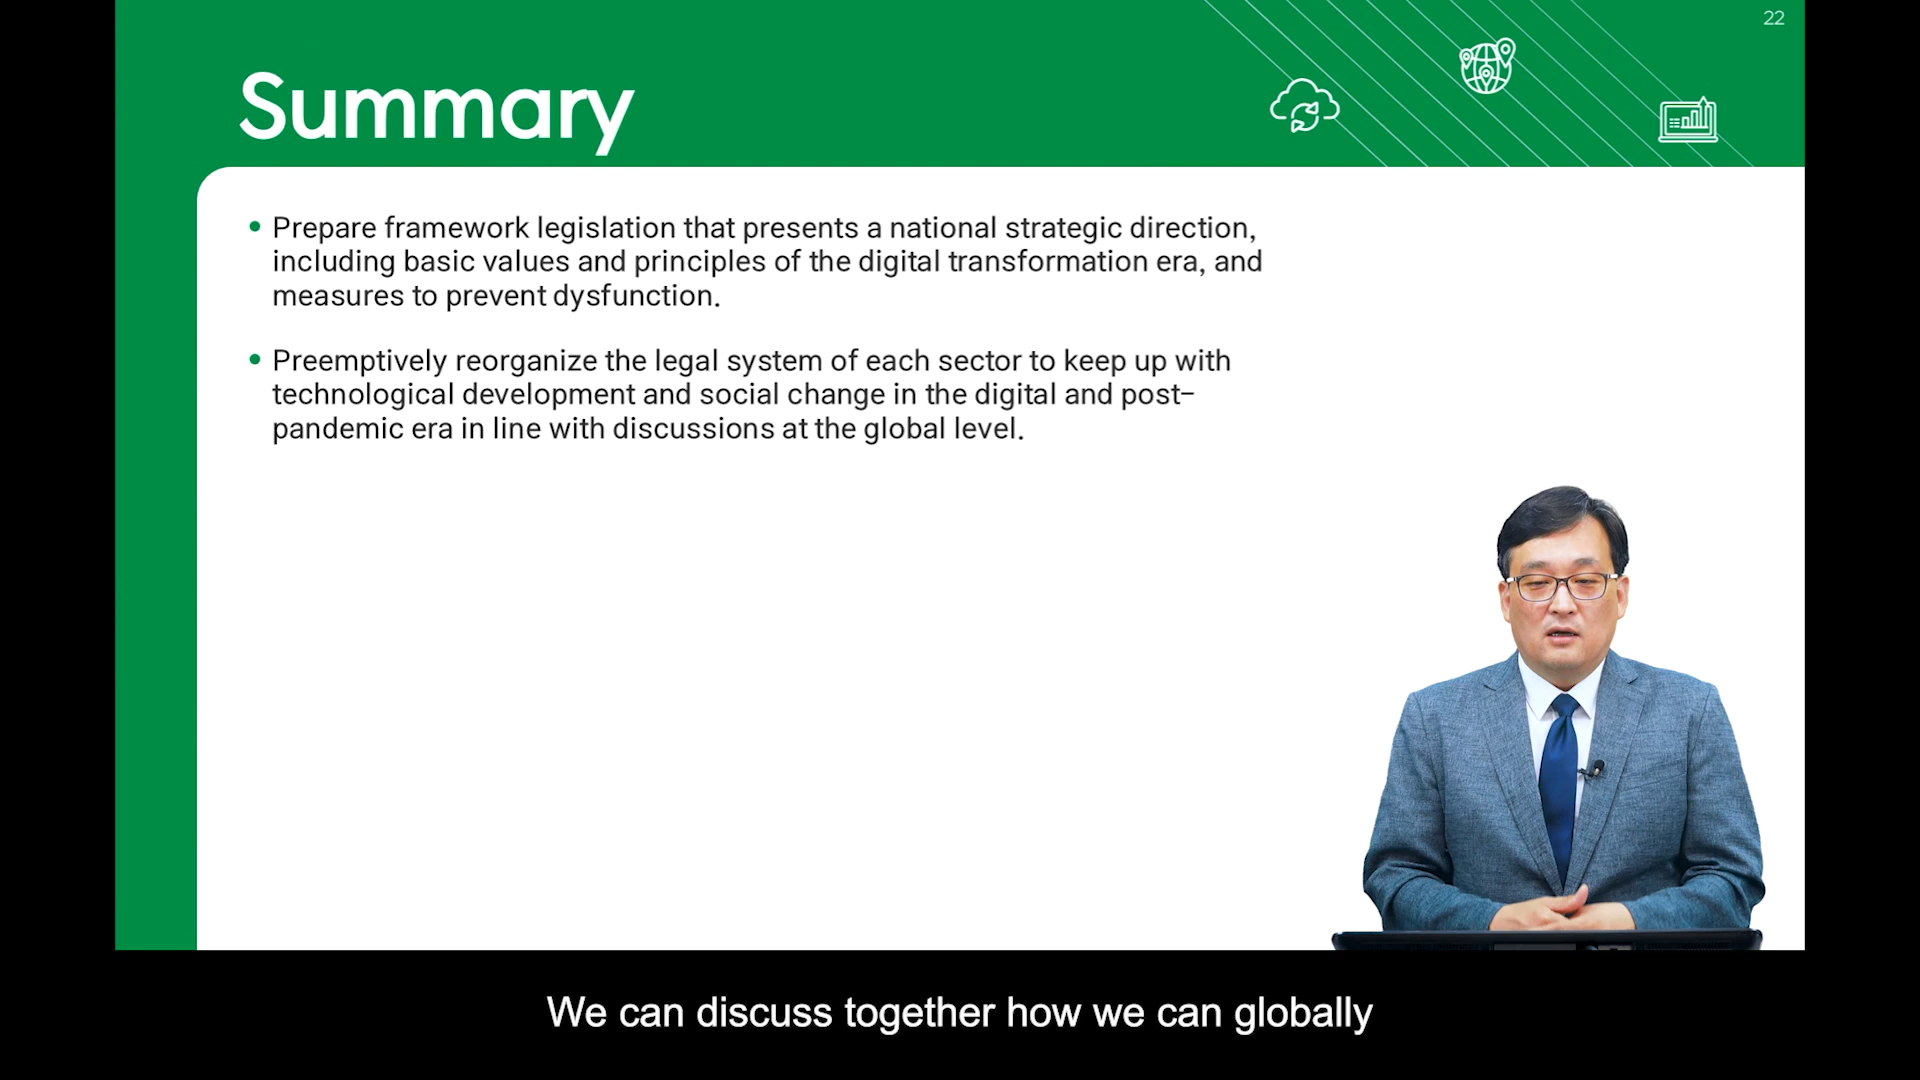 22
Summary
• Prepare framework legislation that presents a national strategic direction,
including basic values and principles of the digital transformation era, and
measures to prevent dysfunction.
• Preemptively reorganize the legal system of each sector to keep up with
technological development and social change in the digital and post-
pandemic era in line with discussions at the global level.
We can discuss together how we can globally